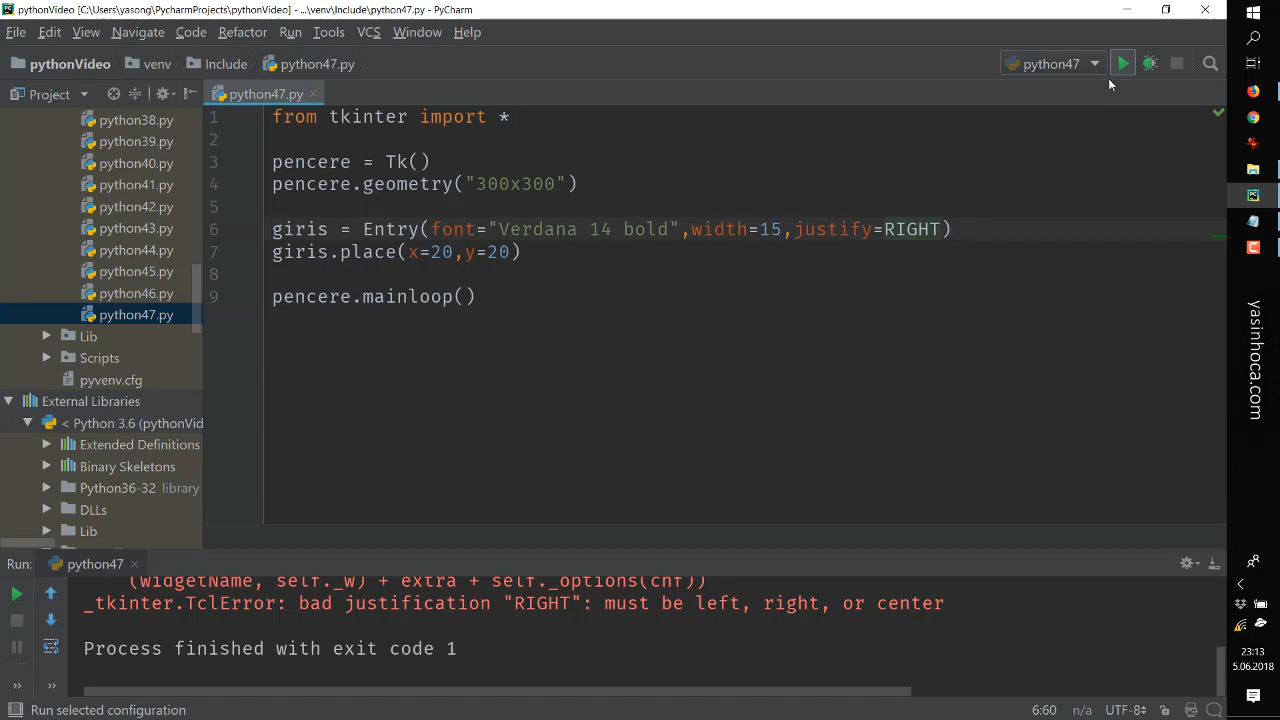 pythonVideo [C:\Users\yasong\PycharmProjects\pythonVideo] - ...\venv\Include\python47.py - PyCharm
File Edit View Navigate Code Refactor Run Tools VCS Window Help
pythonVideo venv Include python47.py
python47
Project
python47.py
python38.py
python39.py
python40.py
python41.py
python42.py
python43.py
python44.py
python45.py
python46.py
python47.py
Lib
Scripts
pyvenv.cfg
External Libraries
< Python 3.6 (pythonVid
Extended Definitions
Binary Skeletons
Python36-32 library
DLLs
Lib
1 from tkinter import *
2
3 pencere = Tk()
4 pencere.geometry("300x300")
5
6 giris = Entry(font="Verdana 14 bold",width=15,justify=RIGHT)
7 giris.place(x=20,y=20)
8
9 pencere.mainloop()
Run: python47
(widgetName, self._w) + extra + self._options(cnf))
_tkinter.TclError: bad justification "RIGHT": must be left, right, or center
Process finished with exit code 1
Run selected configuration
6:60 n/a UTF-8
yasinhoca.com
23:13
5.06.2018